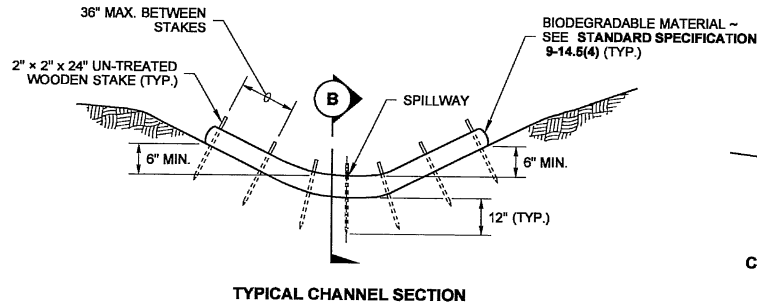 36" MAX. BETWEEN
STAKES
2" × 2" x 24" UN-TREATED
WOODEN STAKE (TYP.)
B
SPILLWAY
BIODEGRADABLE MATERIAL ~
SEE STANDARD SPECIFICATION
9-14.5(4) (TYP.)
6" MIN.
6" MIN.
12" (TYP.)
C
TYPICAL CHANNEL SECTION